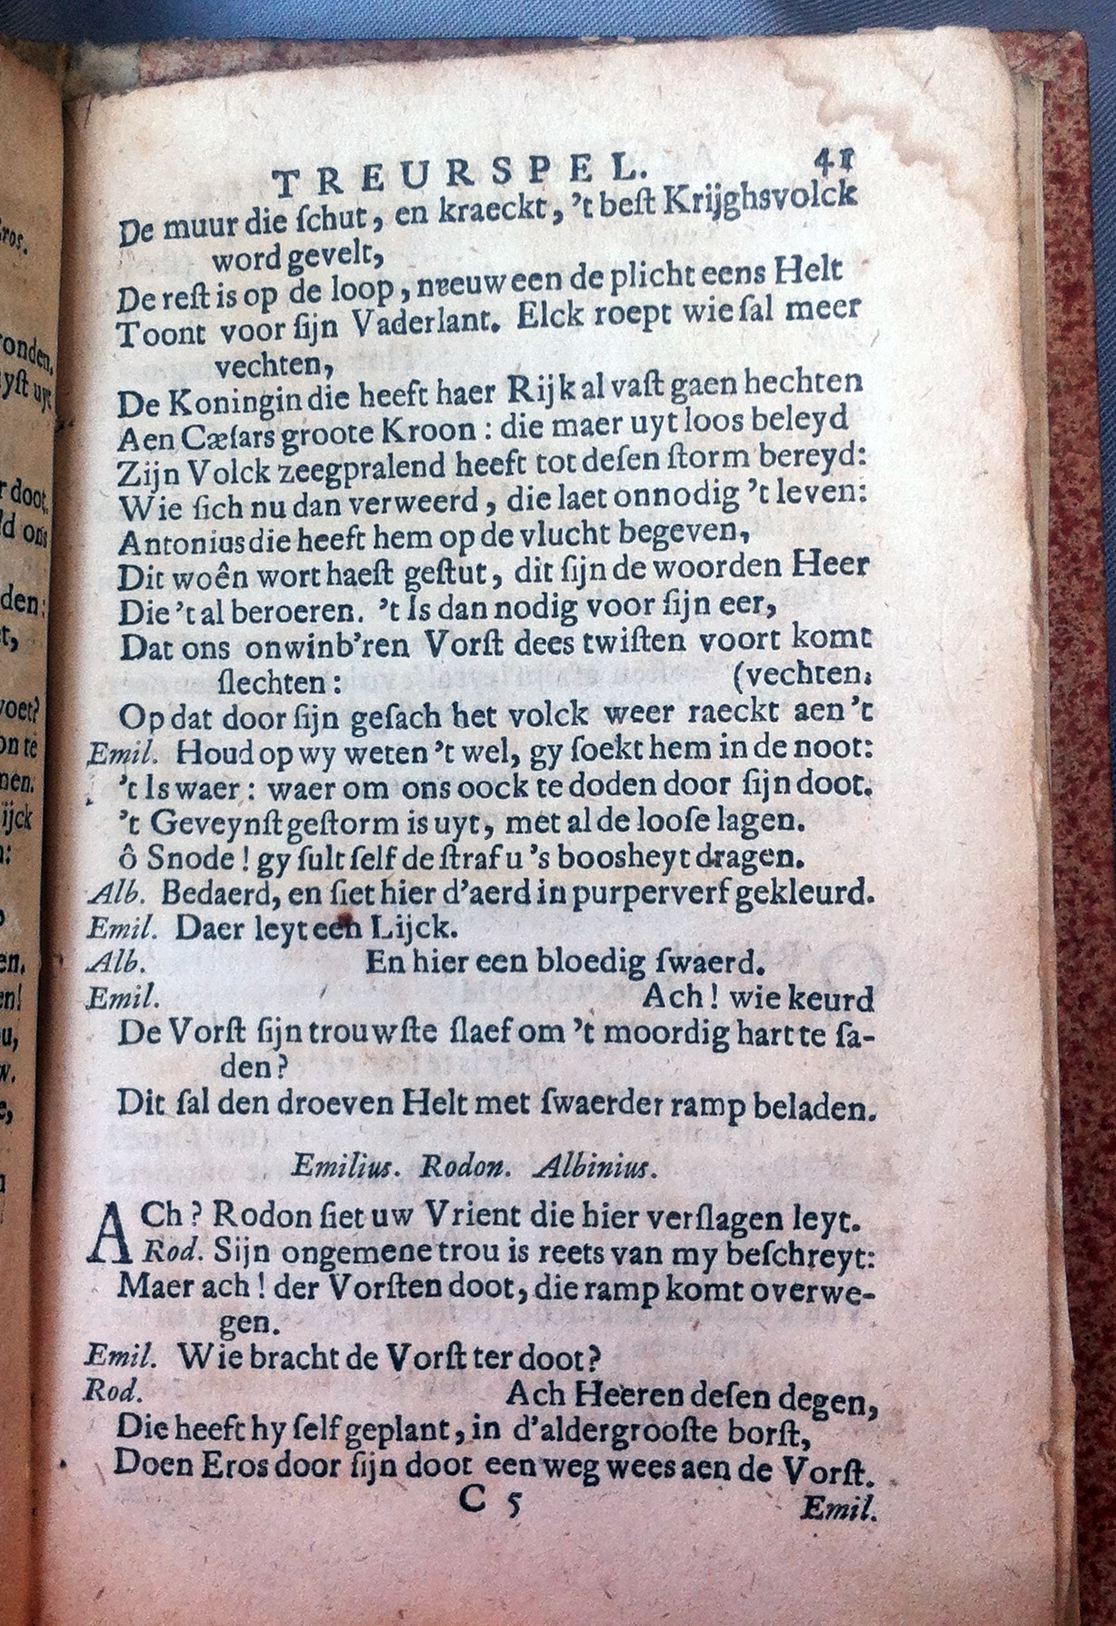 TREURSPEL. 41
De muur die ſchut, en kraeckt, 't beſt Krijghsvolck
word gevelt,
De reſt is op de loop, neeuw een de plicht eens Helt
Toont voor ſijn Vaderlant. Elck roept wie ſal meer
vechten,
De Koningin die heeft haer Rijk al vaſt gaen hechten
Aen Cæſars groote Kroon: die maer uyt loos beleyd
Zijn Volck zeegpralend heeft tot deſen ſtorm bereyd:
Wie ſich nu dan verweerd, die laet onnodig 't leven:
Antonius die heeft hem op de vlucht begeven,
Dit woên wort haeſt geſtut, dit ſijn de woorden Heer
Die 't al beroeren. 't Is dan nodig voor ſijn eer,
Dat ons onwinb'ren Vorſt dees twiſten voort komt
ſlechten: (vechten.
Op dat door ſijn geſach het volck weer raeckt aen 't
Emil. Houd op wy weten 't wel, gy ſoekt hem in de noot:
't Is waer: waer om ons oock te doden door ſijn doot.
't Geveynſt geſtorm is uyt, met al de looſe lagen.
ô Snode! gy ſult ſelf de ſtraf u 's boosheyt dragen.
Alb. Bedaerd, en ſiet hier d'aerd in purperverf gekleurd.
Emil. Daer leyt een Lijck.
Alb. En hier een bloedig ſwaerd.
Emil. Ach! wie keurd
De Vorſt ſijn trouwſte ſlaef om 't moordig hart te ſa-
den?
Dit ſal den droeven Helt met ſwaerder ramp beladen.
Emilius. Rodon. Albinius.
ACh? Rodon ſiet uw Vrient die hier verſlagen leyt.
Rod. Sijn ongemene trou is reets van my beſchreyt:
Maer ach! der Vorſten doot, die ramp komt overwe-
gen.
Emil. Wie bracht de Vorſt ter doot?
Rod. Ach Heeren deſen degen,
Die heeft hy ſelf geplant, in d'aldergrooſte borſt,
Doen Eros door ſijn doot een weg wees aen de Vorſt.
C 5 Emil.